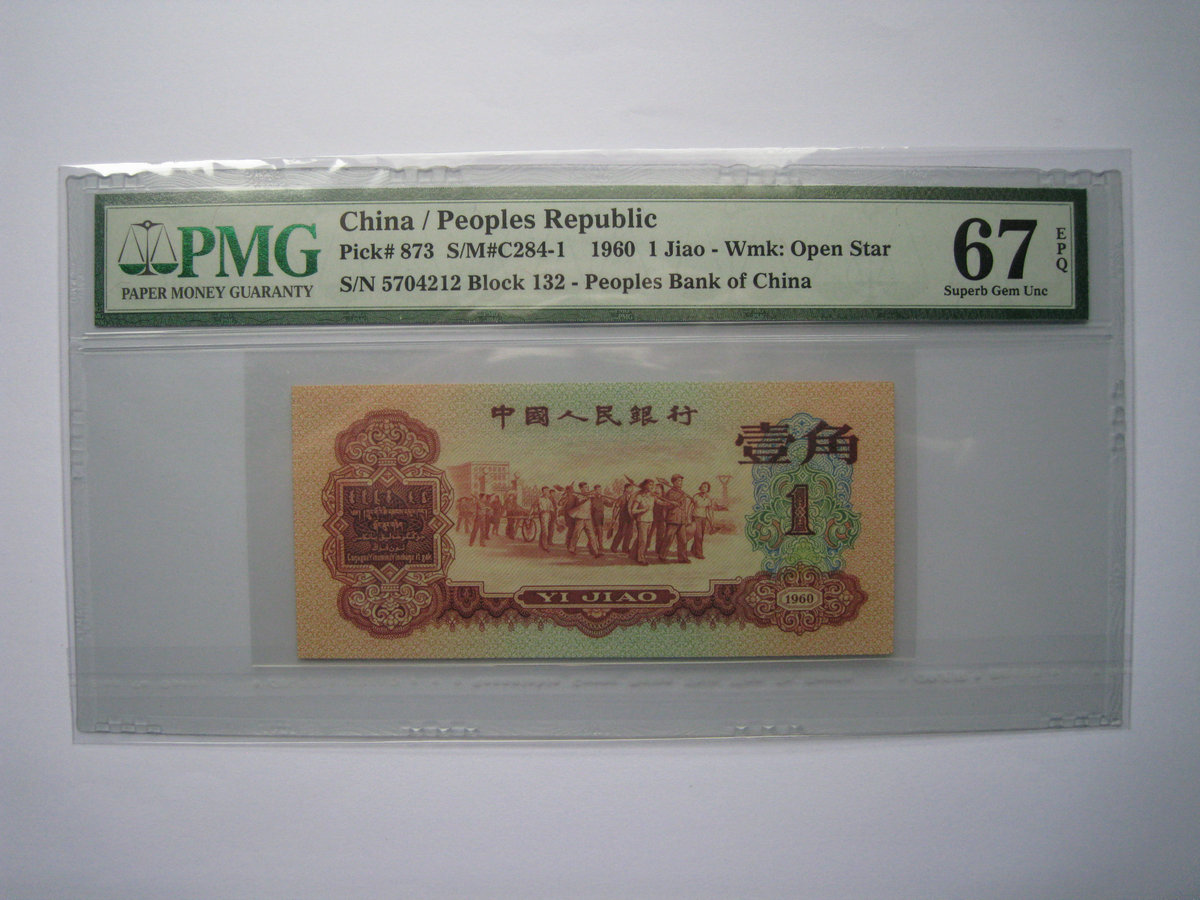 PMG
PAPER MONEY GUARANTY
China / Peoples Republic
Pick# 873 S/M#C284-1 1960 1 Jiao - Wmk: Open Star
S/N 5704212 Block 132 - Peoples Bank of China
67
EPQ
Superb Gem Unc
中國人民銀行
壹角
1
YI JIAO
1960